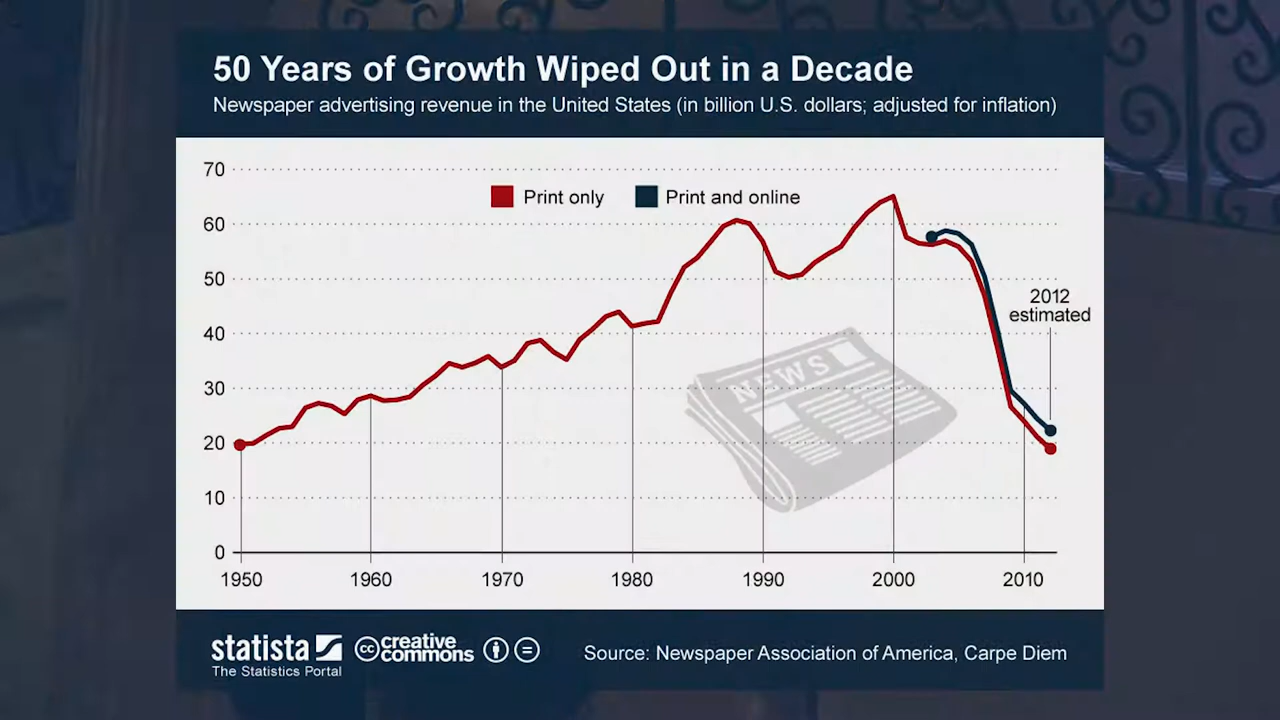 50 Years of Growth Wiped Out in a Decade
Newspaper advertising revenue in the United States (in billion U.S. dollars; adjusted for inflation)
70
Print only
Print and online
60
50
2012
estimated
40
NEWS
30
20
10
0
1950
1960
1970
1980
1990
2000
2010
statista
The Statistics Portal
cc
creative
commons
=
Source: Newspaper Association of America, Carpe Diem